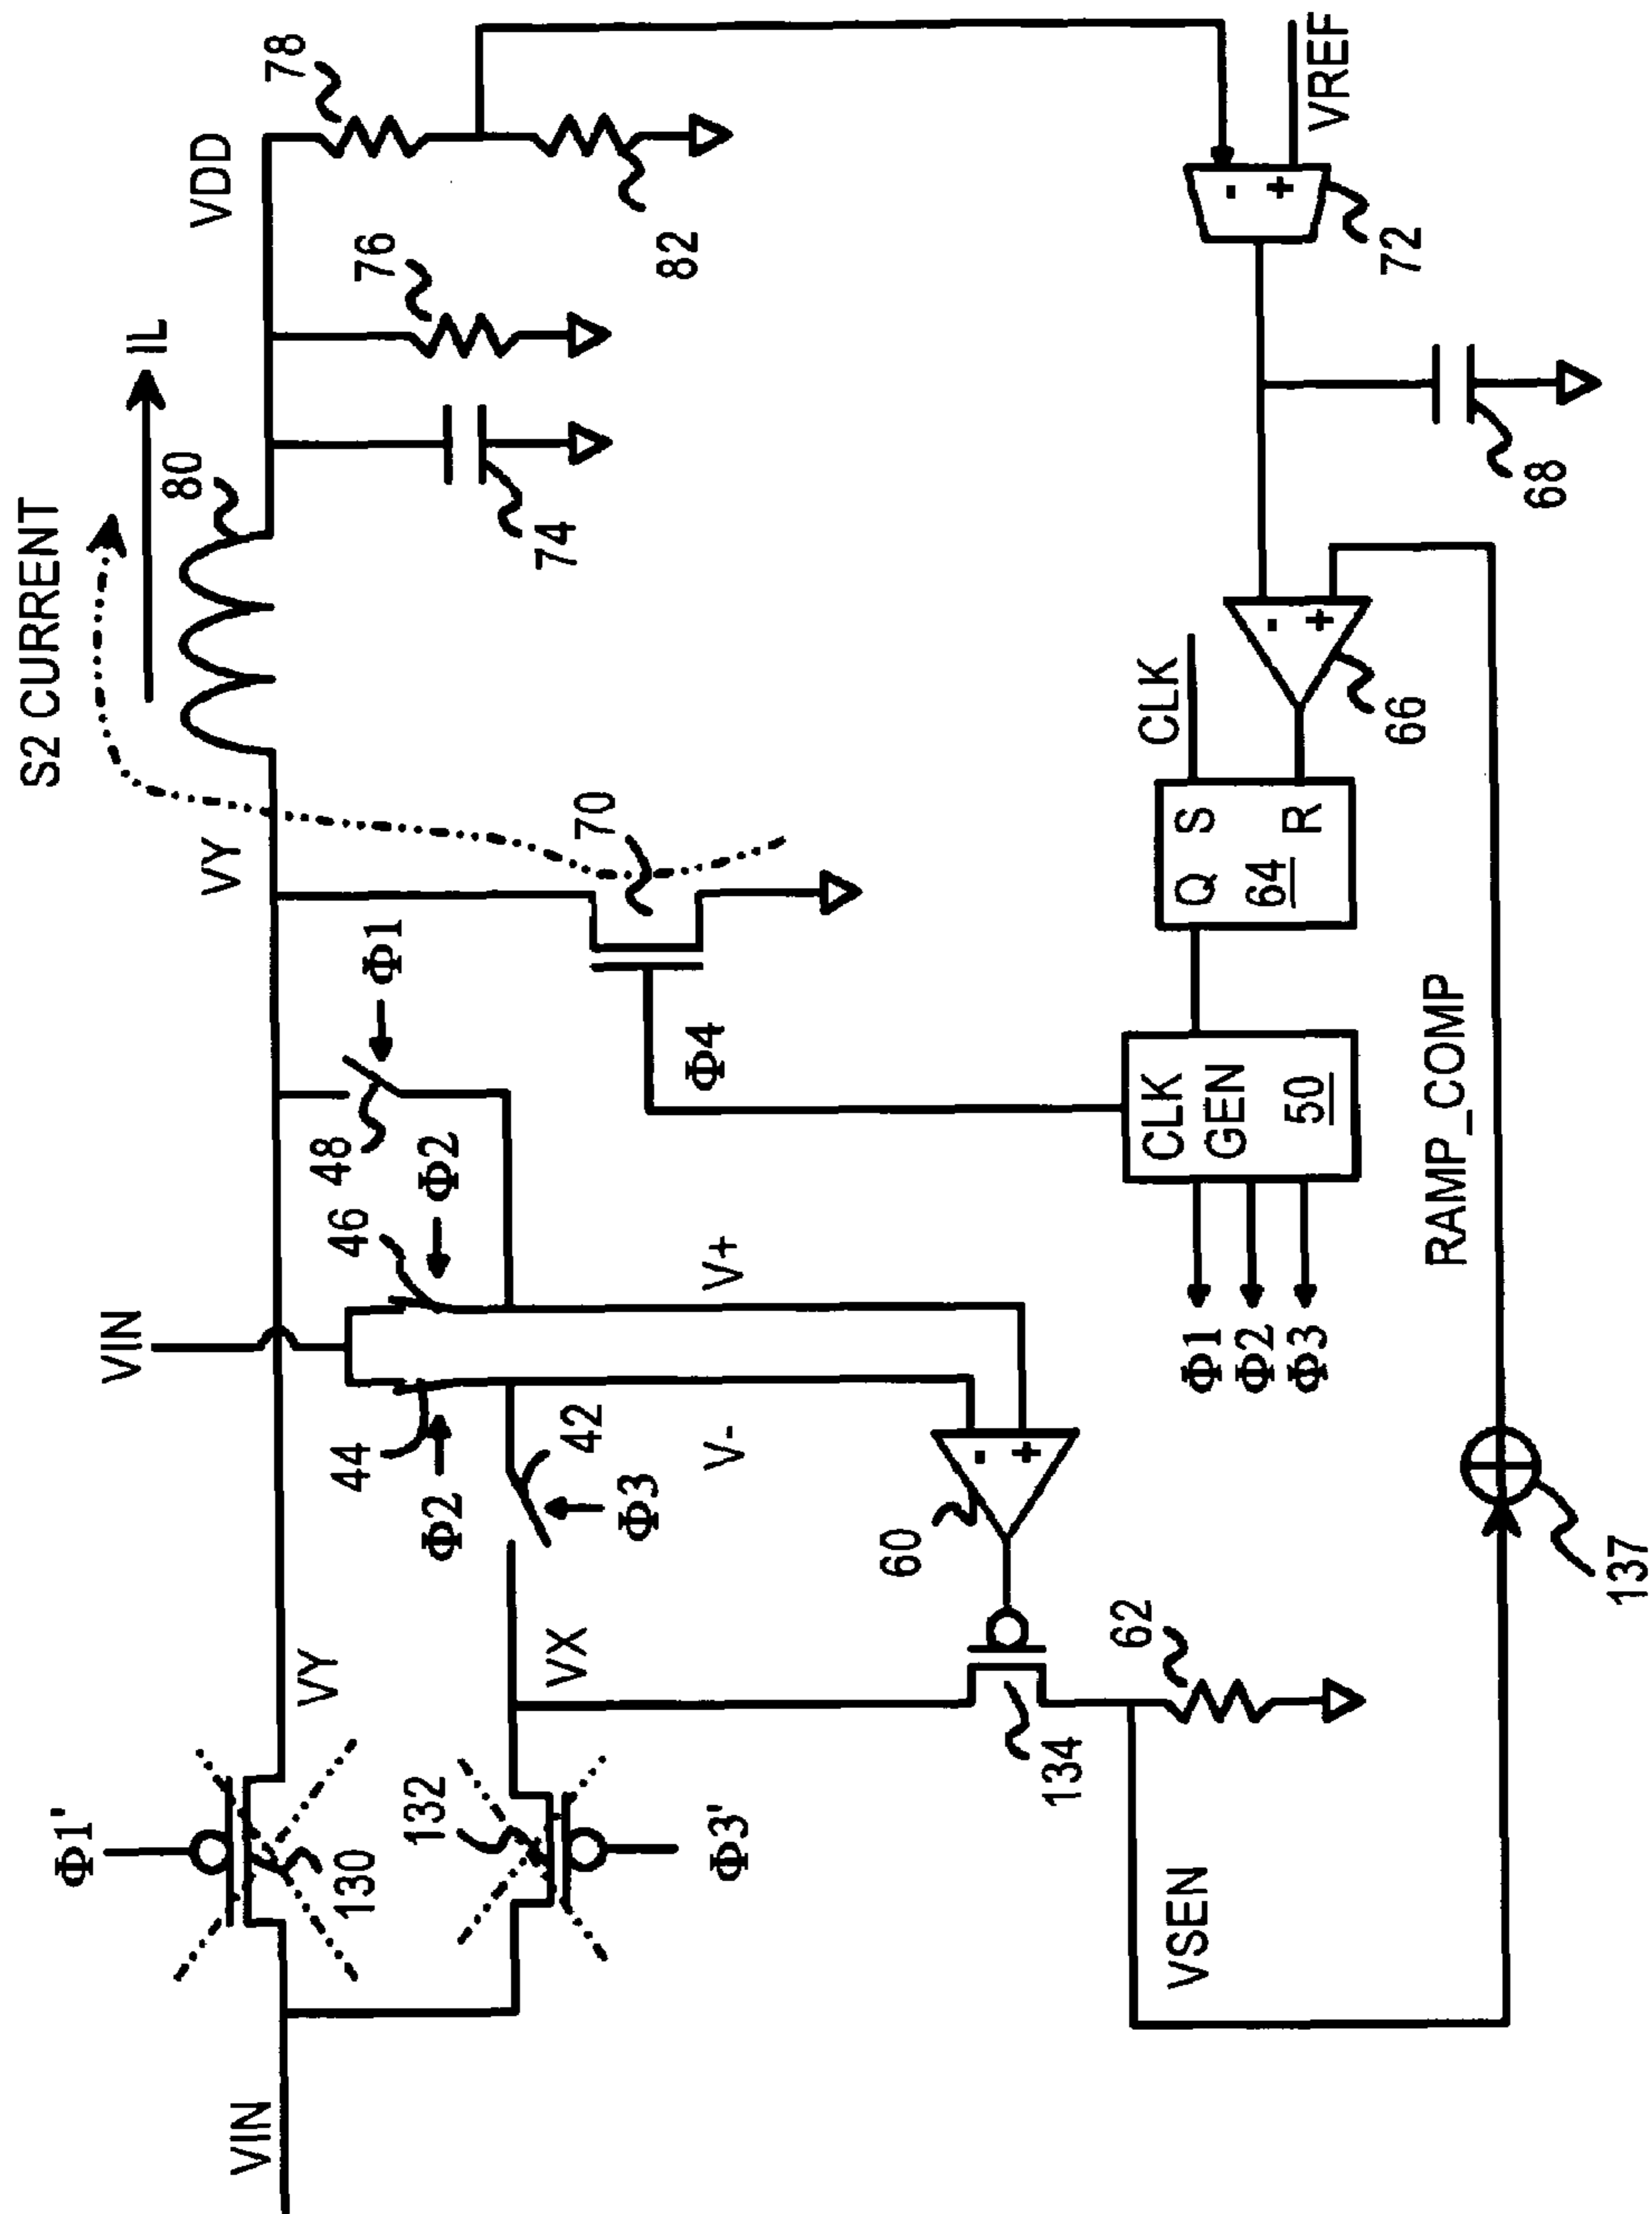 S2 CURRENT
IL
80
VDD
78
76
74
82
VIN
VY
Φ1'
130
VY
VIN
132
Φ3'
VX
44
Φ2
46
Φ2
48
Φ1
42
Φ3
70
Φ4
V-
V+
60
- +
134
62
VSEN
CLK
GEN
50
Φ1
Φ2
Φ3
Q S
64
R
CLK
- +
66
68
- +
72
VREF
RAMP_COMP
137